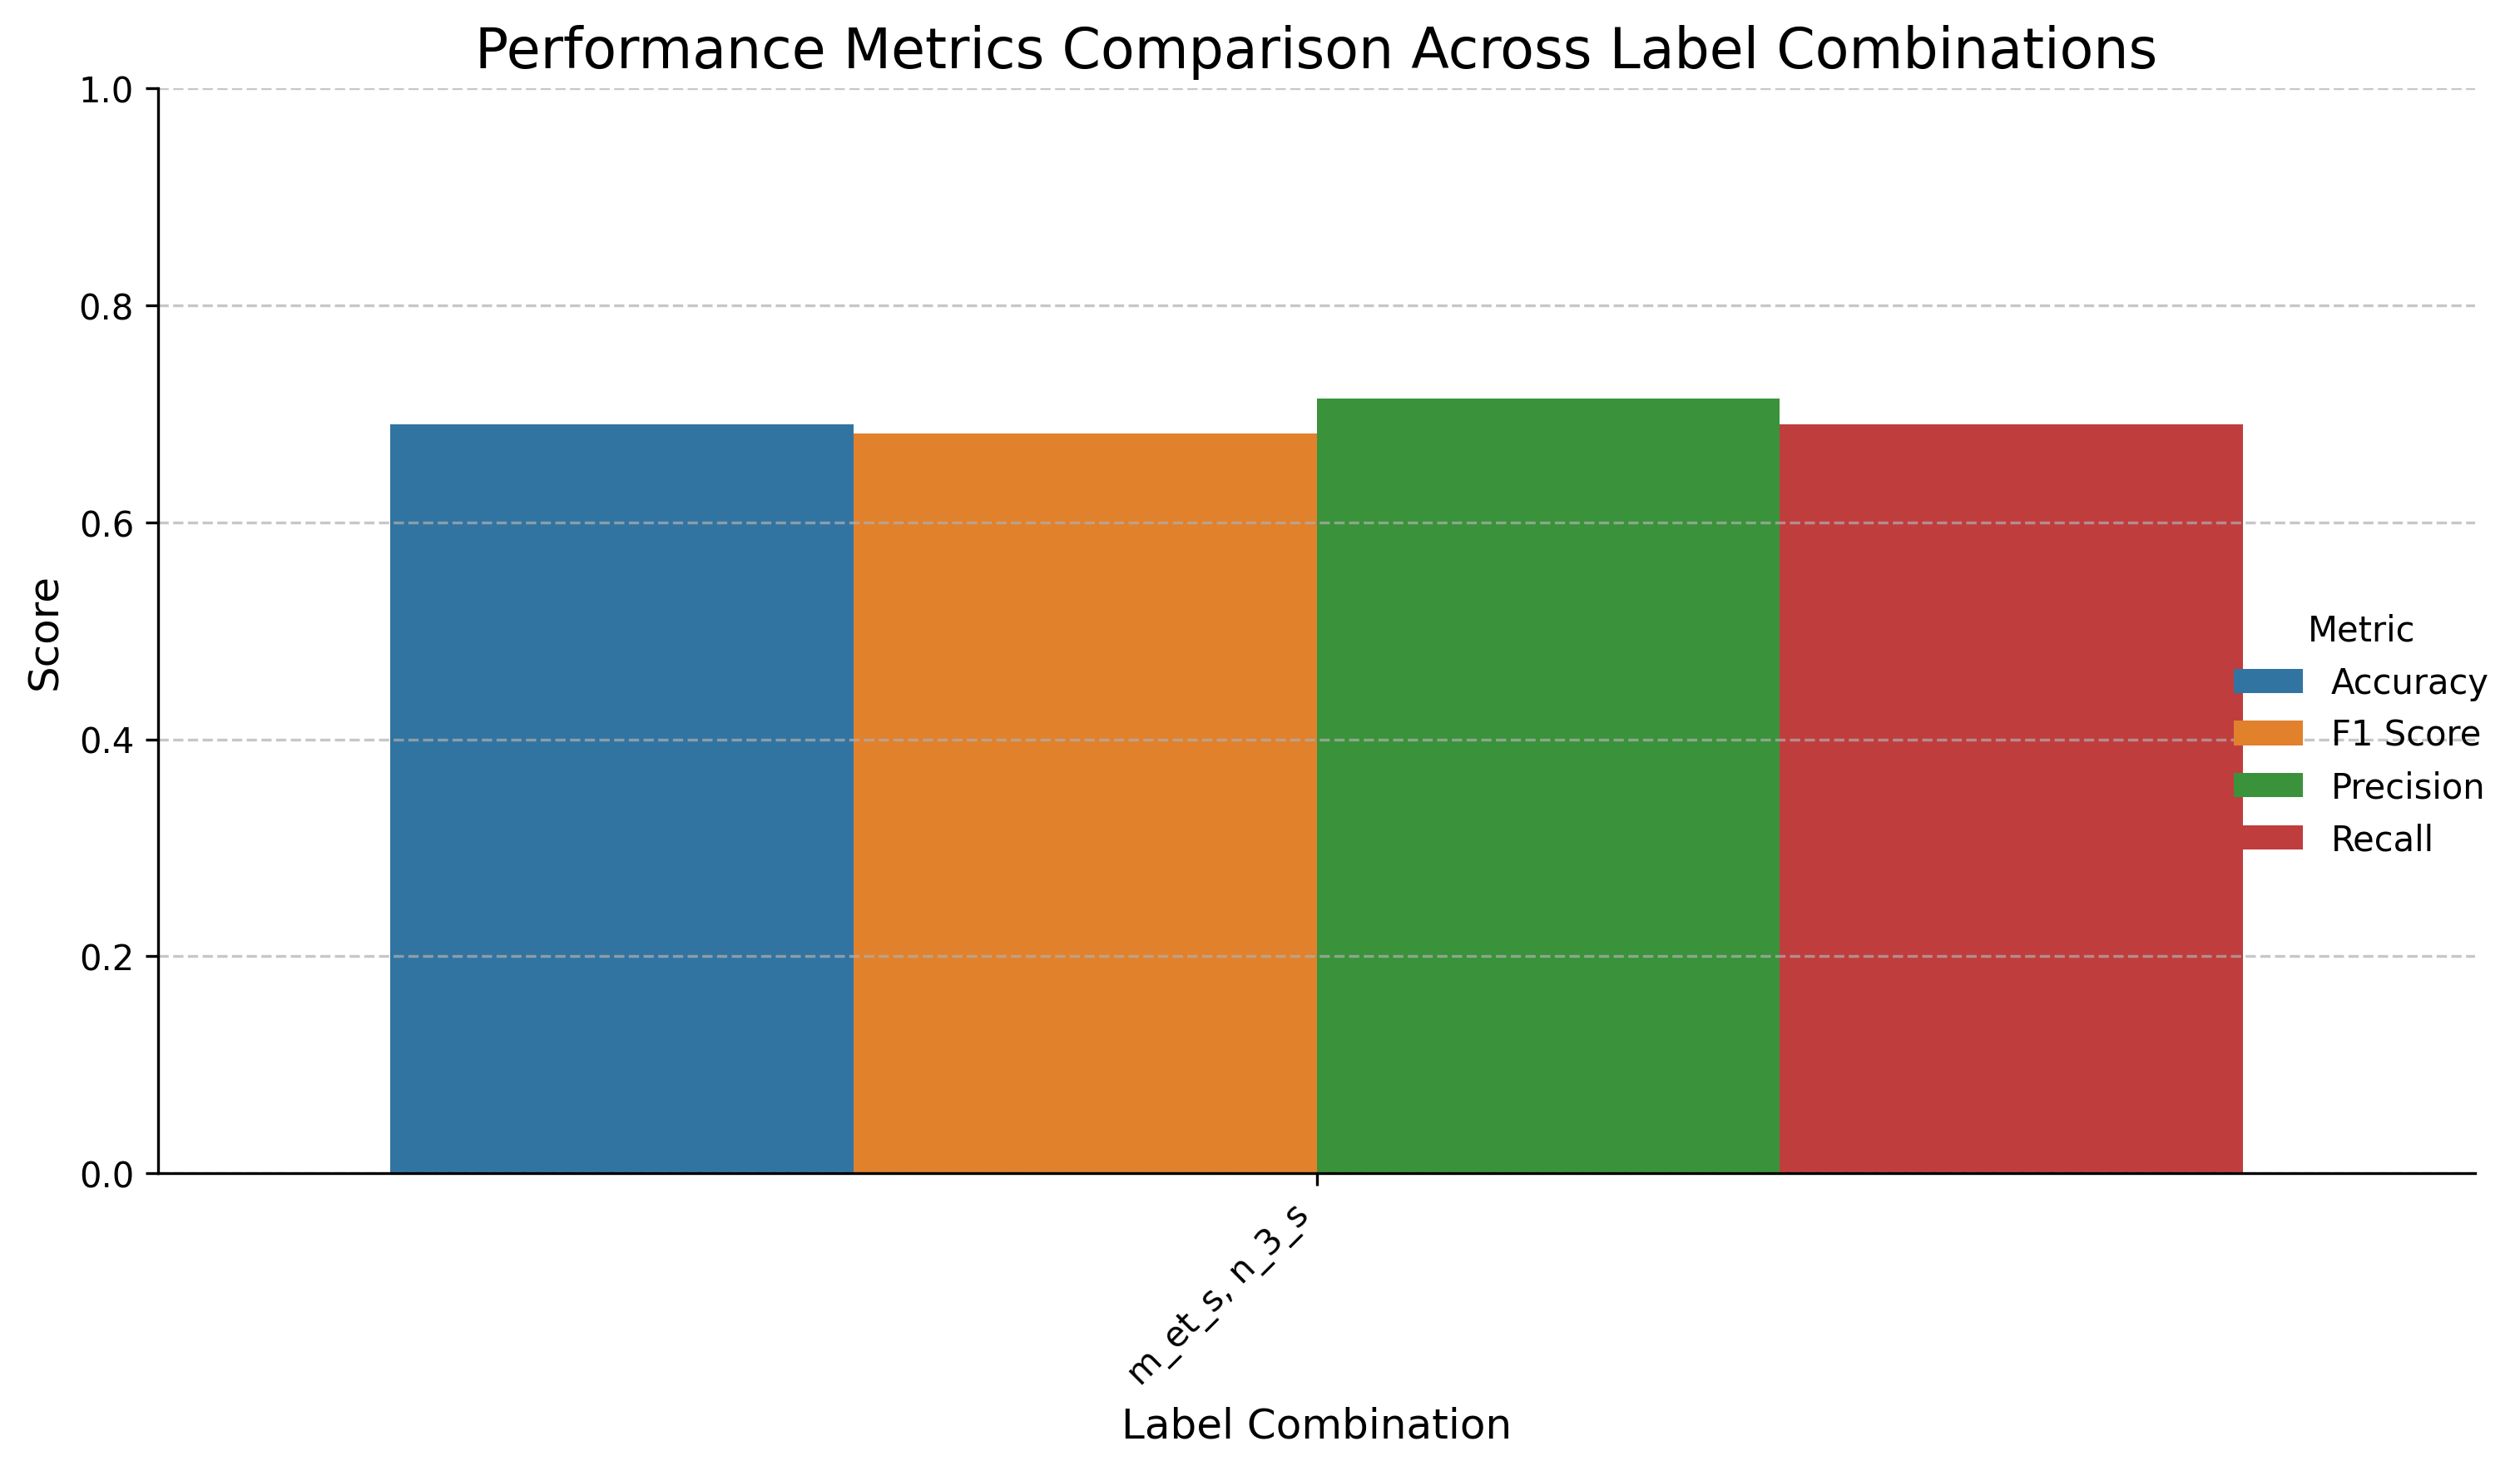 Performance Metrics Comparison Across Label Combinations
1.0
0.8
0.6
0.4
0.2
0.0
Score
Metric
Accuracy
F1 Score
Precision
Recall
m_et_s, n_3_s
Label Combination